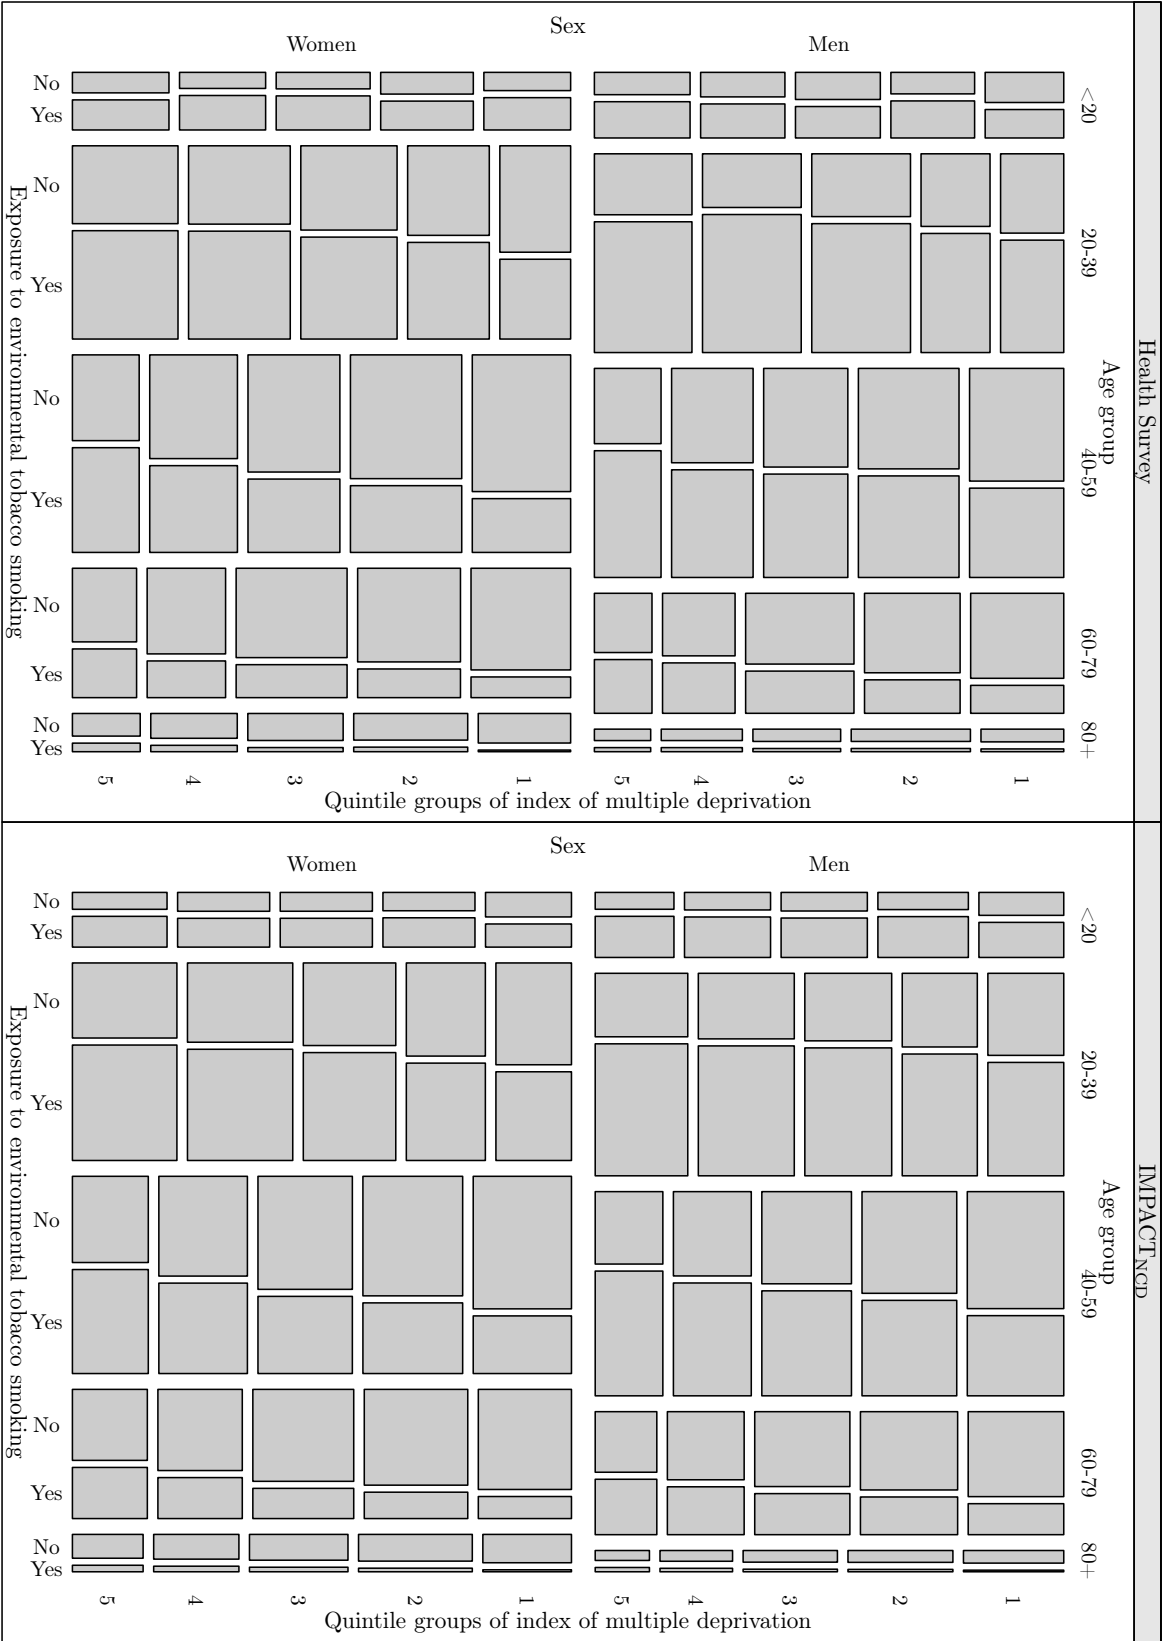 Health Survey
Sex
Women
Men
No
Yes
<20
No
Yes
20-39
No
Yes
40-59
No
Yes
60-79
No
Yes
80+
Age group
Exposure to environmental tobacco smoking
5
4
3
2
1
5
4
3
2
1
Quintile groups of index of multiple deprivation
IMPACT_NCD
Sex
Women
Men
No
Yes
<20
No
Yes
20-39
No
Yes
40-59
No
Yes
60-79
No
Yes
80+
Age group
Exposure to environmental tobacco smoking
5
4
3
2
1
5
4
3
2
1
Quintile groups of index of multiple deprivation